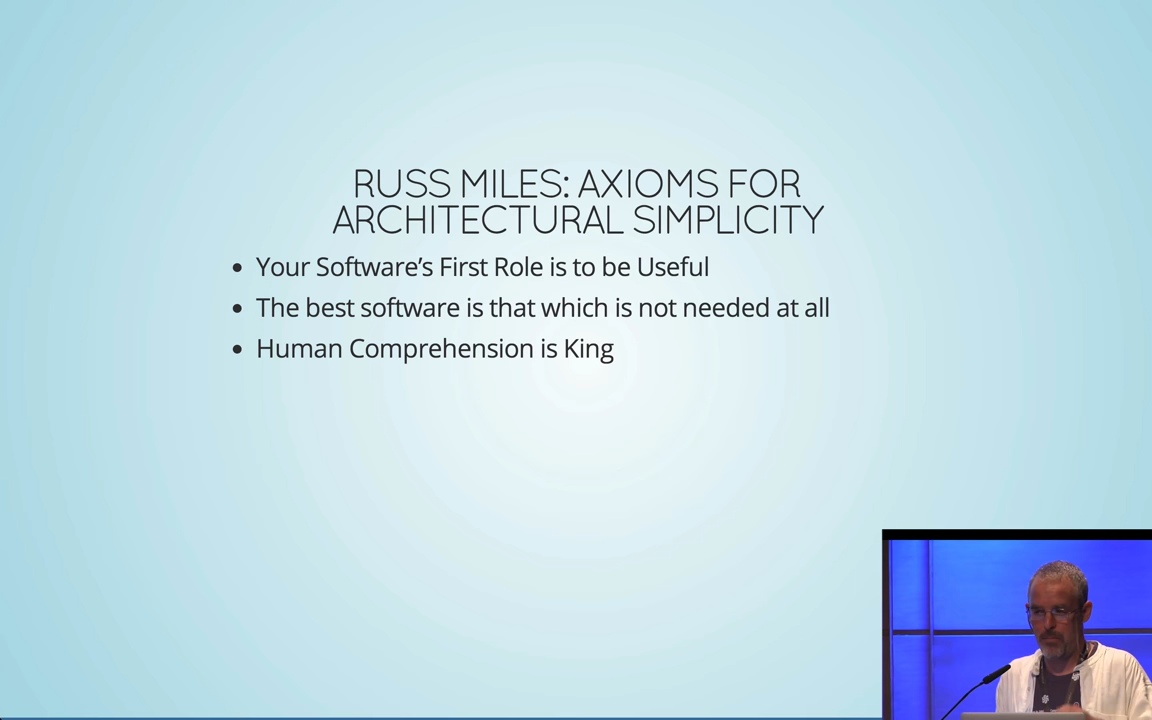 RUSS MILES: AXIOMS FOR
ARCHITECTURAL SIMPLICITY
• Your Software’s First Role is to be Useful
• The best software is that which is not needed at all
• Human Comprehension is King